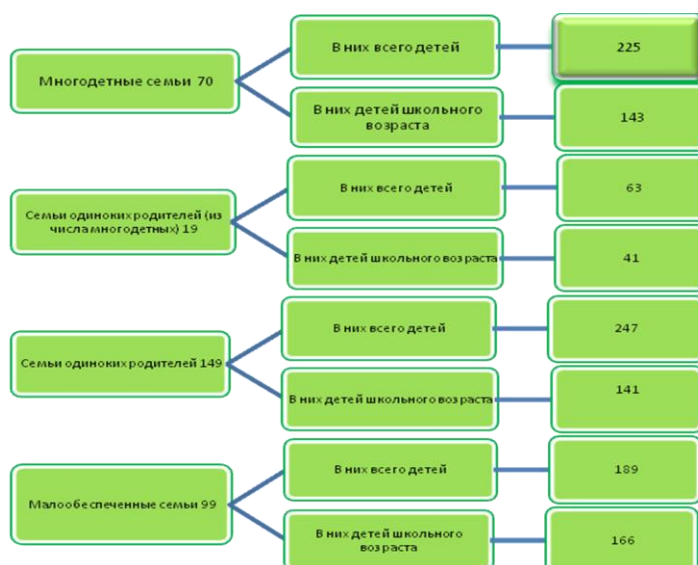 Многодетные семьи 70
В них всего детей
225
В них детей школьного
возраста
143
Семьи одиноких родителей (из
числа многодетных) 19
В них всего детей
63
В них детей школьного возраста
41
Семьи одиноких родителей 149
В них всего детей
247
В них детей школьного возраста
141
Малообеспеченные семьи 99
В них всего детей
189
В них детей школьного
возраста
166